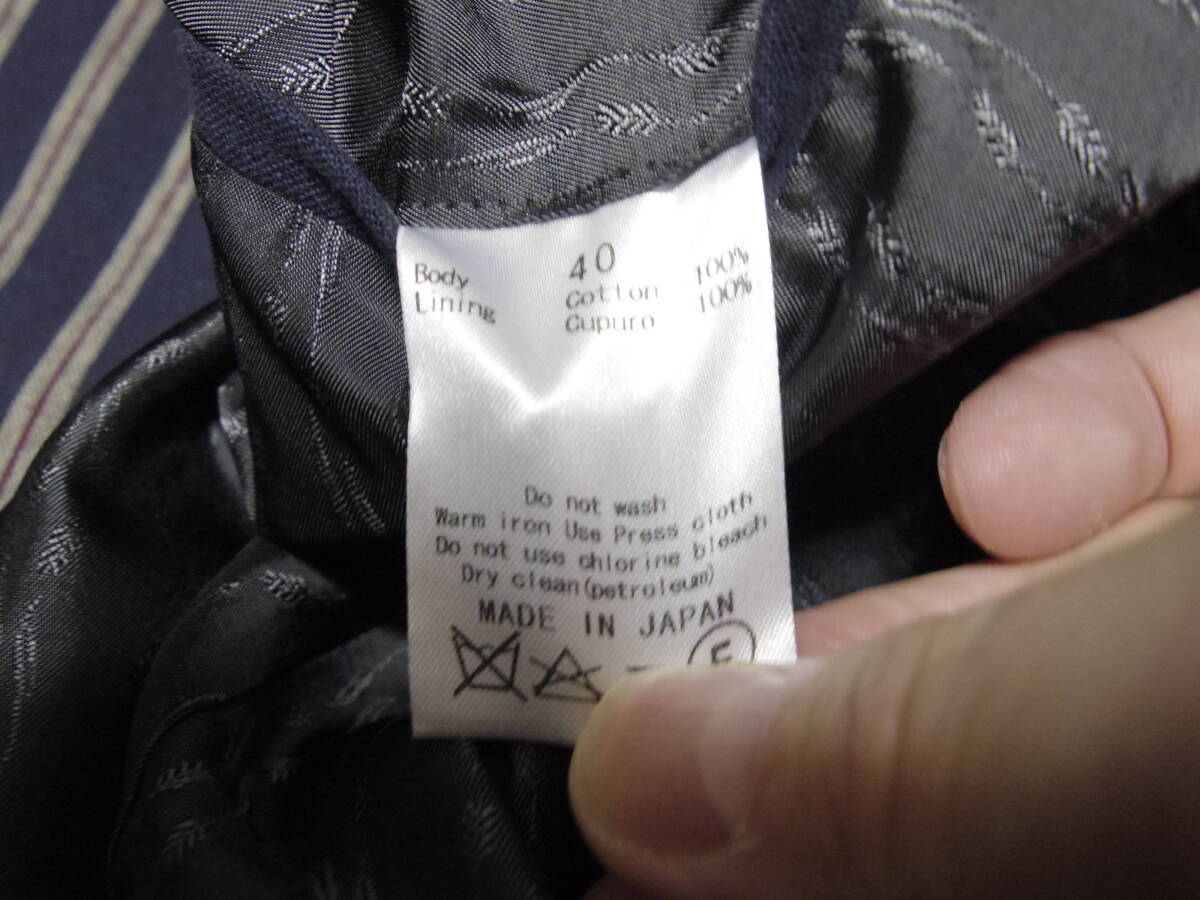 40
Body Cotton 100%
Lining Cupuro 100%
Do not wash
Warm iron Use Press cloth
Do not use chlorine bleach
Dry clean(petroleum)
MADE IN JAPAN
F